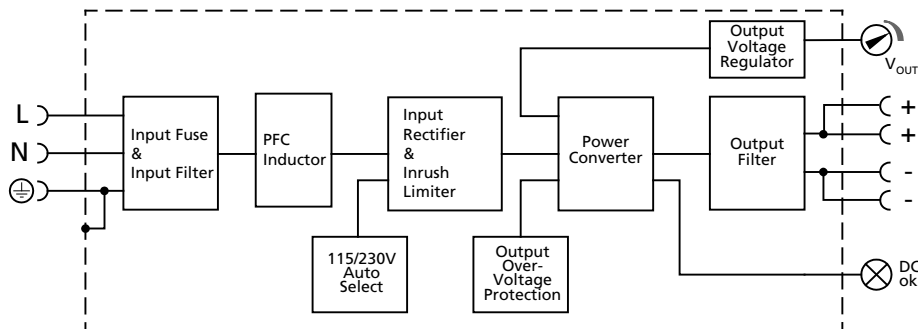 Output
Voltage
Regulator
VOUT
L
N
Input Fuse
&
Input Filter
PFC
Inductor
Input
Rectifier
&
Inrush
Limiter
Power
Converter
Output
Filter
+
+
-
-
115/230V
Auto
Select
Output
Over-
Voltage
Protection
DC
ok